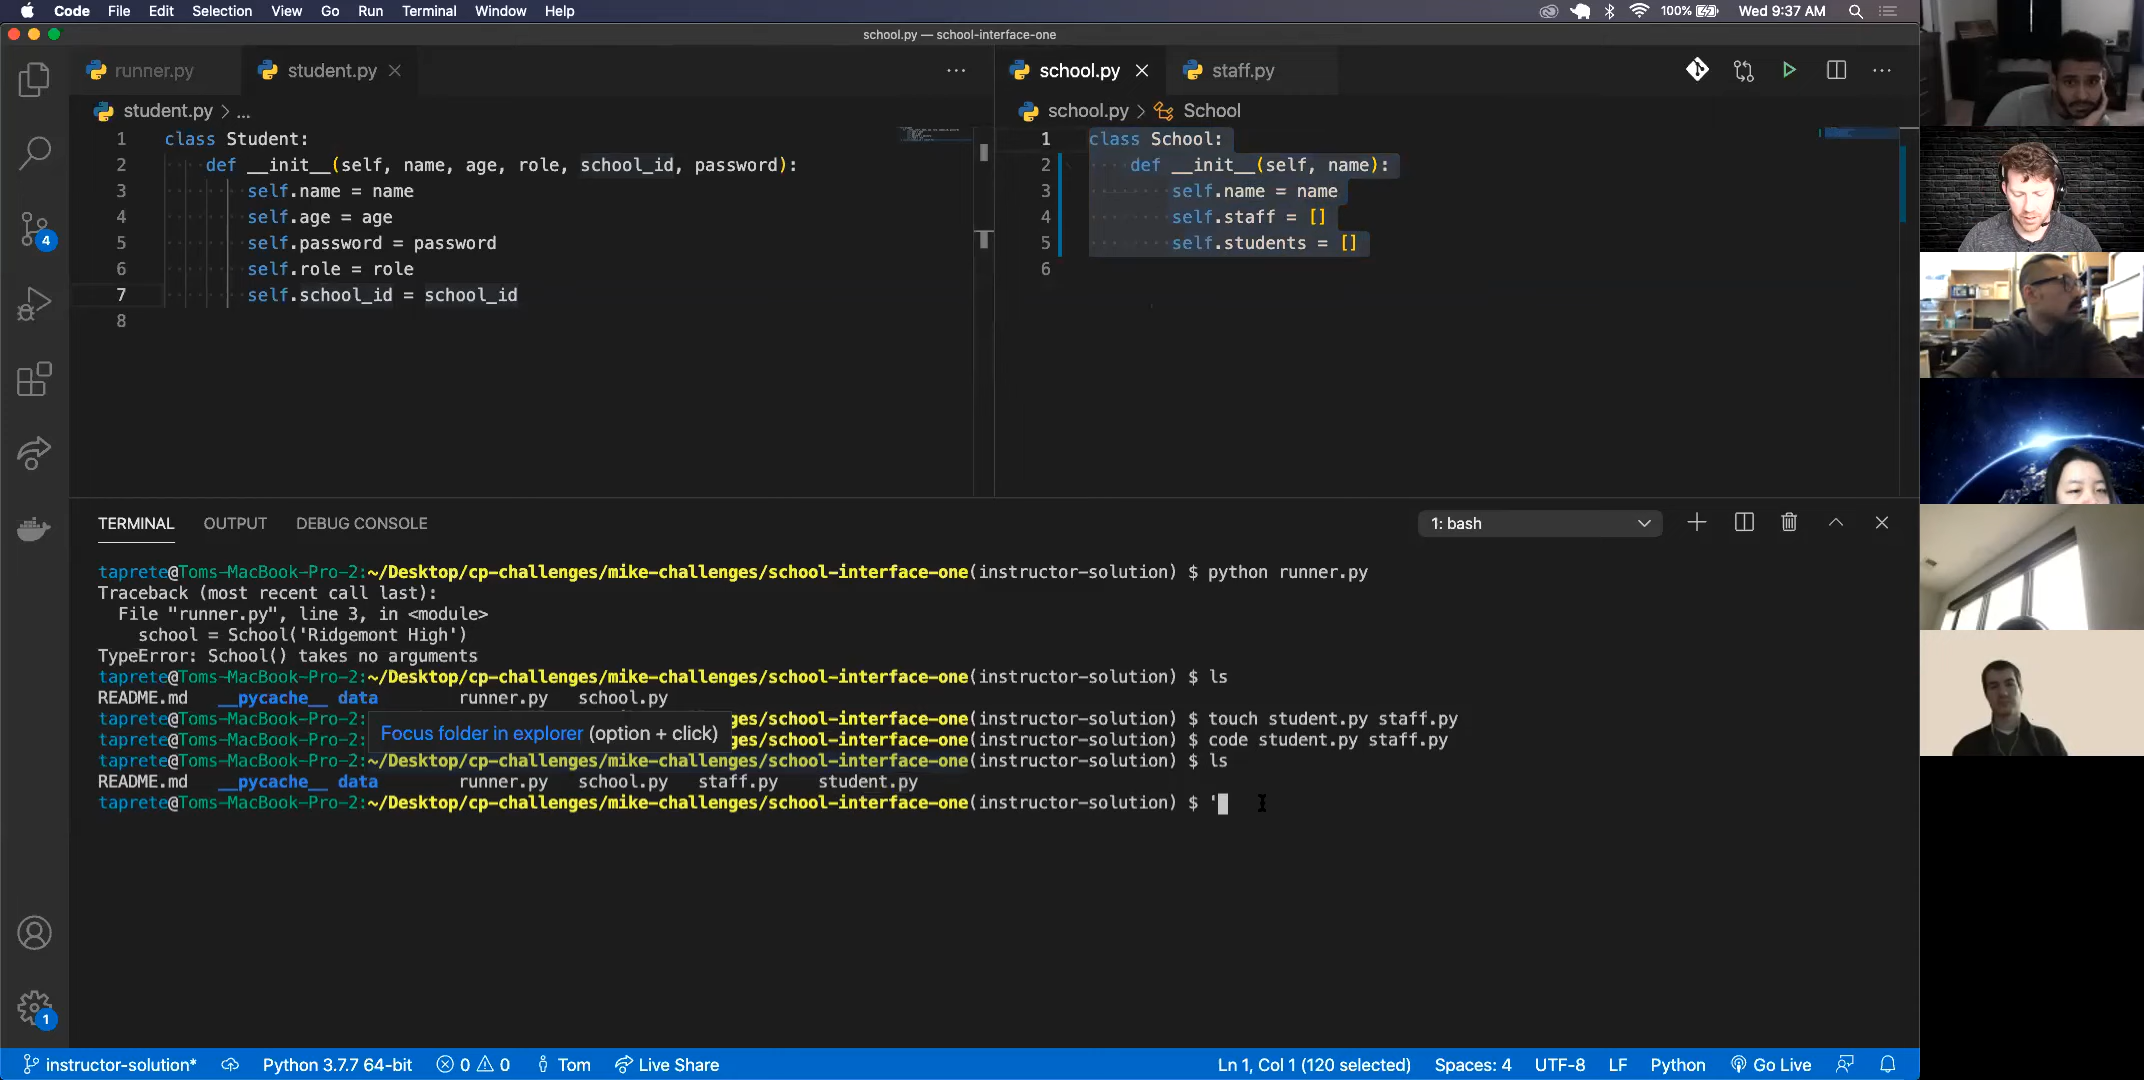 Code File Edit Selection View Go Run Terminal Window Help 100% Wed 9:37 AM
school.py — school-interface-one
runner.py student.py
school.py staff.py
student.py > ...
school.py > School
1 class School:
2 def __init__(self, name):
3 self.name = name
4 self.staff = []
5 self.students = []
6
1 class Student:
2 def __init__(self, name, age, role, school_id, password):
3 self.name = name
4 self.age = age
5 self.password = password
6 self.role = role
7 self.school_id = school_id
8
4
TERMINAL OUTPUT DEBUG CONSOLE 1: bash
taprete@Toms-MacBook-Pro-2:~/Desktop/cp-challenges/mike-challenges/school-interface-one(instructor-solution) $ python runner.py
Traceback (most recent call last):
File "runner.py", line 3, in <module>
school = School('Ridgemont High')
TypeError: School() takes no arguments
taprete@Toms-MacBook-Pro-2:~/Desktop/cp-challenges/mike-challenges/school-interface-one(instructor-solution) $ ls
README.md __pycache__ data runner.py school.py
taprete@Toms-MacBook-Pro-2: ges/school-interface-one(instructor-solution) $ touch student.py staff.py
Focus folder in explorer (option + click)
taprete@Toms-MacBook-Pro-2: ges/school-interface-one(instructor-solution) $ code student.py staff.py
taprete@Toms-MacBook-Pro-2:~/Desktop/cp-challenges/mike-challenges/school-interface-one(instructor-solution) $ ls
README.md __pycache__ data runner.py school.py staff.py student.py
taprete@Toms-MacBook-Pro-2:~/Desktop/cp-challenges/mike-challenges/school-interface-one(instructor-solution) $ '
1
instructor-solution* Python 3.7.7 64-bit 0 0 Tom Live Share Ln 1, Col 1 (120 selected) Spaces: 4 UTF-8 LF Python Go Live